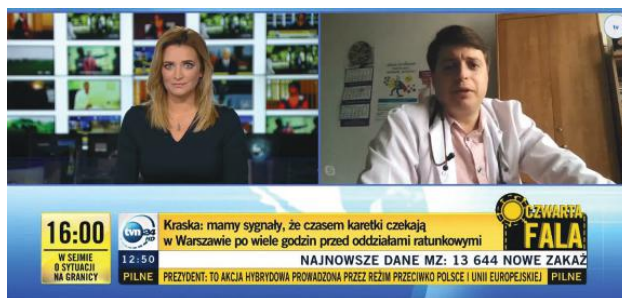 tv
16:00
W SEJMIE
O SYTUACJI
NA GRANICY
tvn24
HD
Kraska: mamy sygnały, że czasem karetki czekają
w Warszawie po wiele godzin przed oddziałami ratunkowymi
CZWARTA
FALA
12:50
NAJNOWSZE DANE MZ: 13 644 NOWE ZAKAŻ
PILNE
PREZYDENT: TO AKCJA HYBRYDOWA PROWADZONA PRZEZ REŻIM PRZECIWKO POLSCE I UNII EUROPEJSKIEJ
PILNE